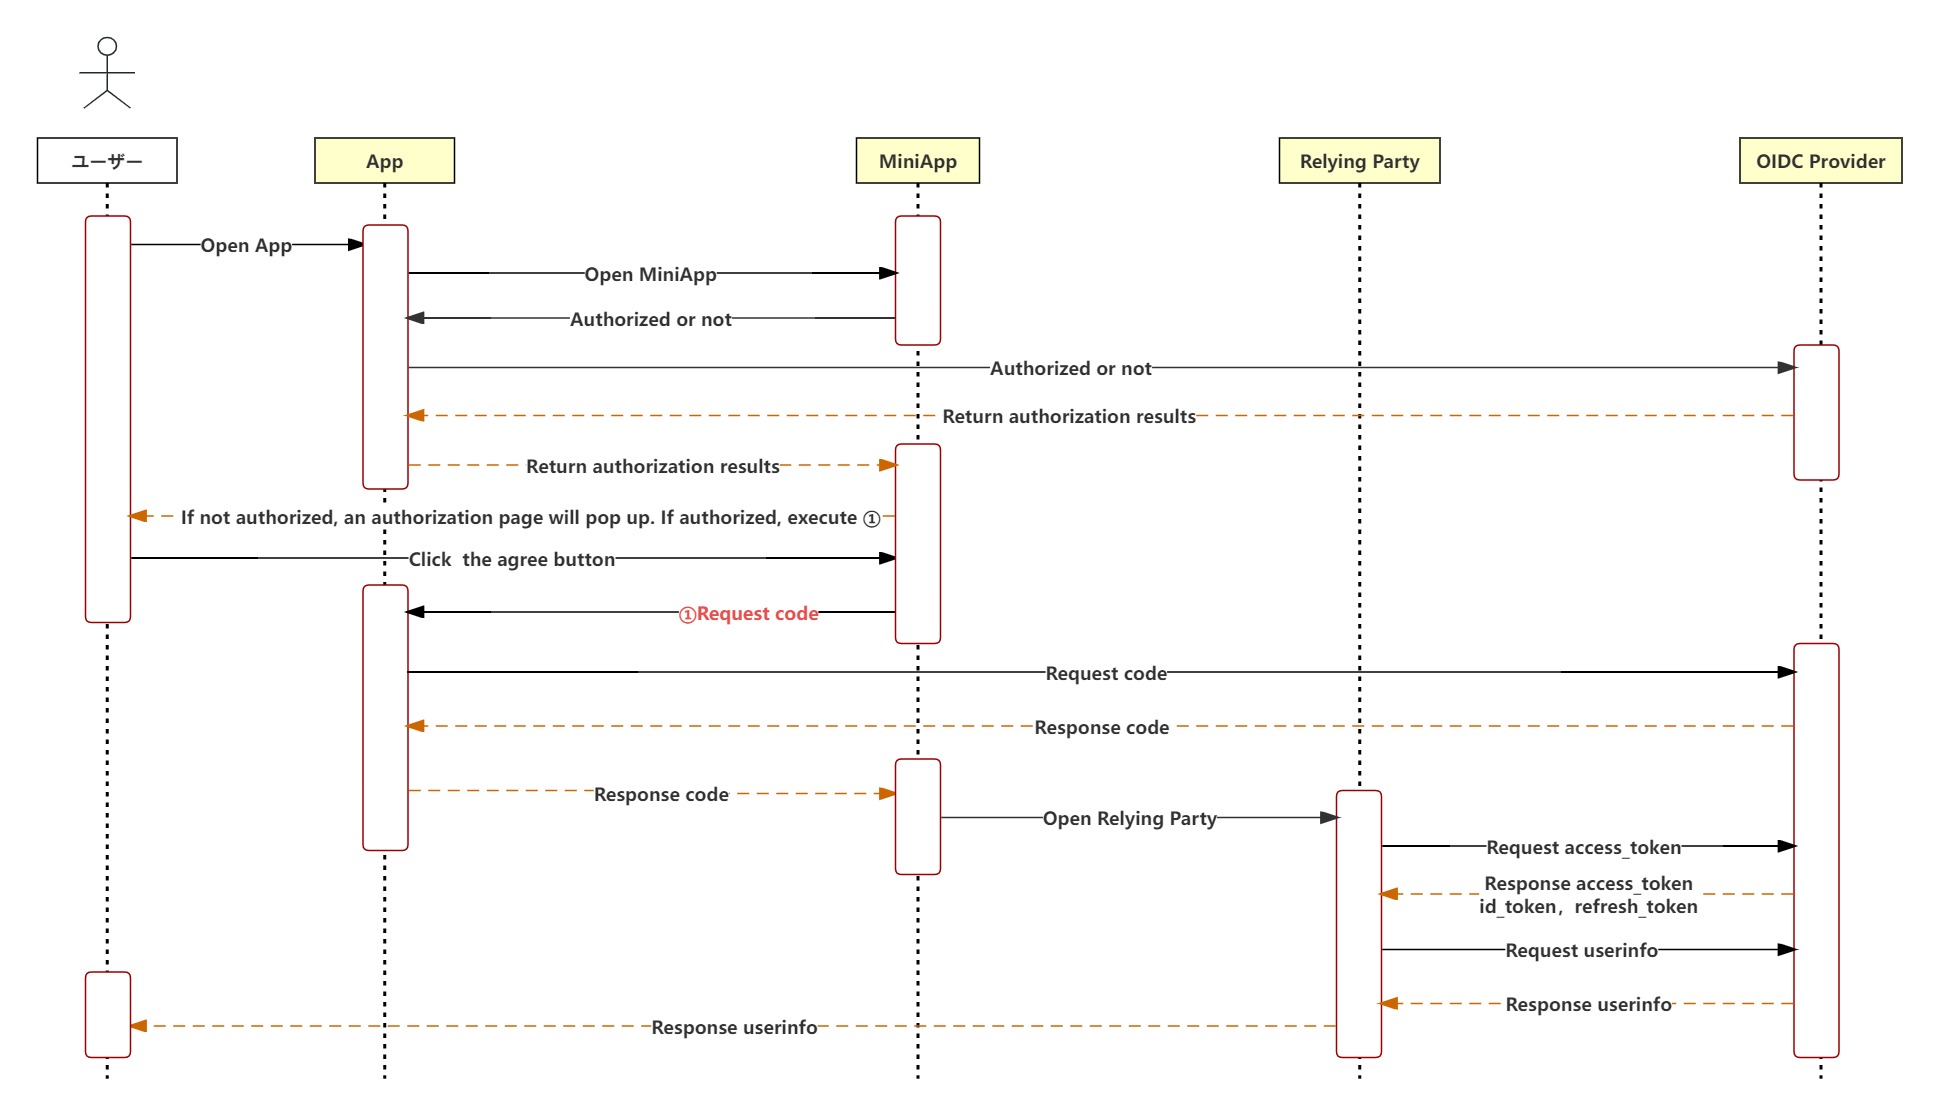 ユーザー
App
MiniApp
Relying Party
OIDC Provider
Open App
Open MiniApp
Authorized or not
Authorized or not
Return authorization results
Return authorization results
If not authorized, an authorization page will pop up. If authorized, execute ①
Click the agree button
①Request code
Request code
Response code
Response code
Open Relying Party
Request access_token
Response access_token
id_token，refresh_token
Request userinfo
Response userinfo
Response userinfo